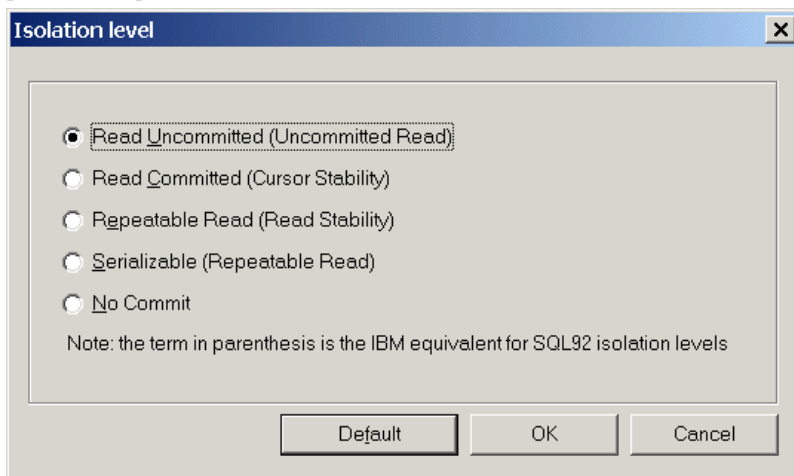 Isolation level
Read Uncommitted (Uncommitted Read)
Read Committed (Cursor Stability)
Repeatable Read (Read Stability)
Serializable (Repeatable Read)
No Commit
Note: the term in parenthesis is the IBM equivalent for SQL92 isolation levels
Default OK Cancel